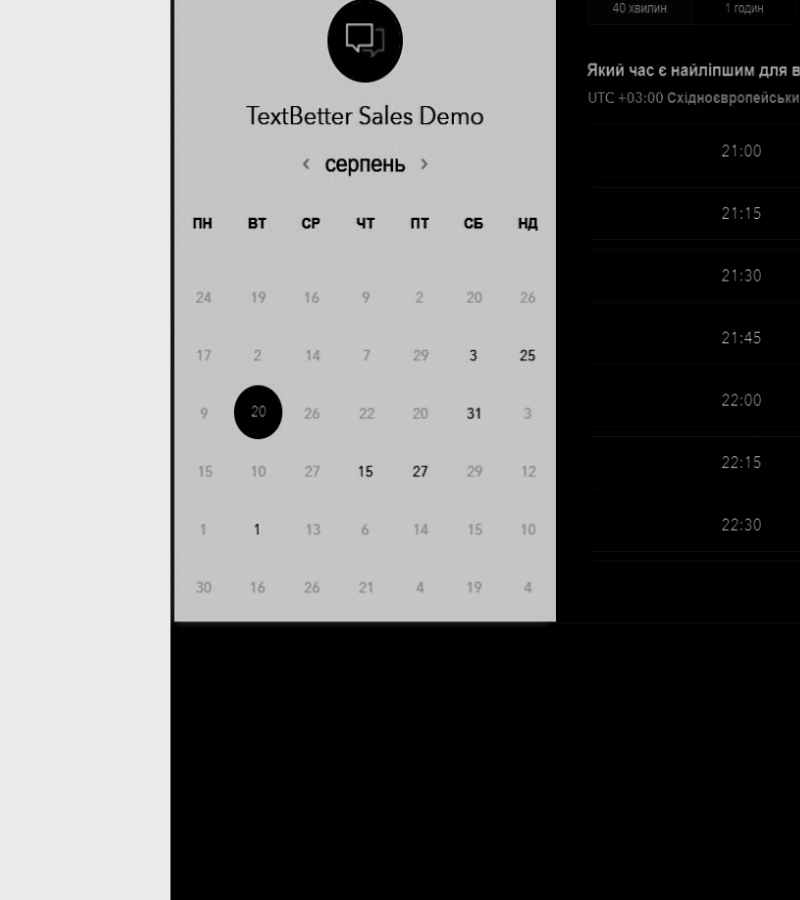 TextBetter Sales Demo
‹ серпень ›
ПН ВТ СР ЧТ ПТ СБ НД
24 19 16 9 2 20 26
17 2 14 7 29 3 25
9 20 26 22 20 31 3
15 10 27 15 27 29 12
1 1 13 6 14 15 10
30 16 26 21 4 19 4
40 хвилин 1 годин
Який час є найліпшим для в
UTC +03:00 Східноєвропейськи
21:00
21:15
21:30
21:45
22:00
22:15
22:30